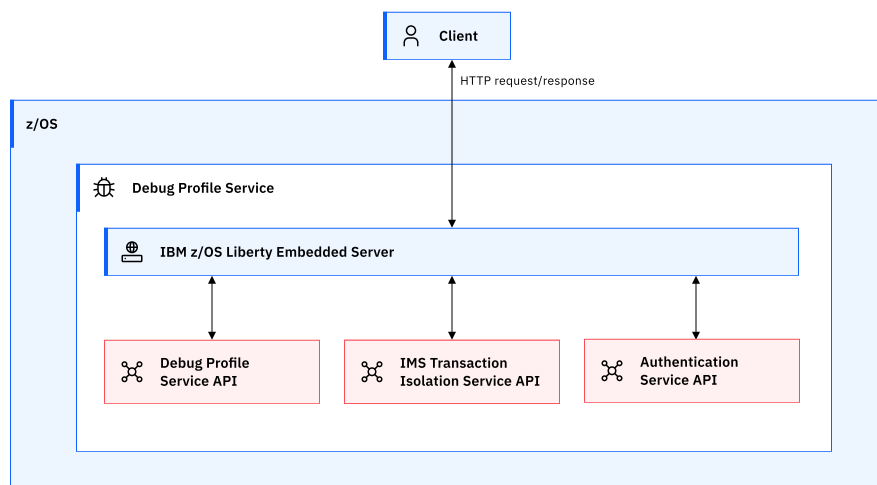 Client
HTTP request/response
z/OS
Debug Profile Service
IBM z/OS Liberty Embedded Server
Debug Profile
Service API
IMS Transaction
Isolation Service API
Authentication
Service API